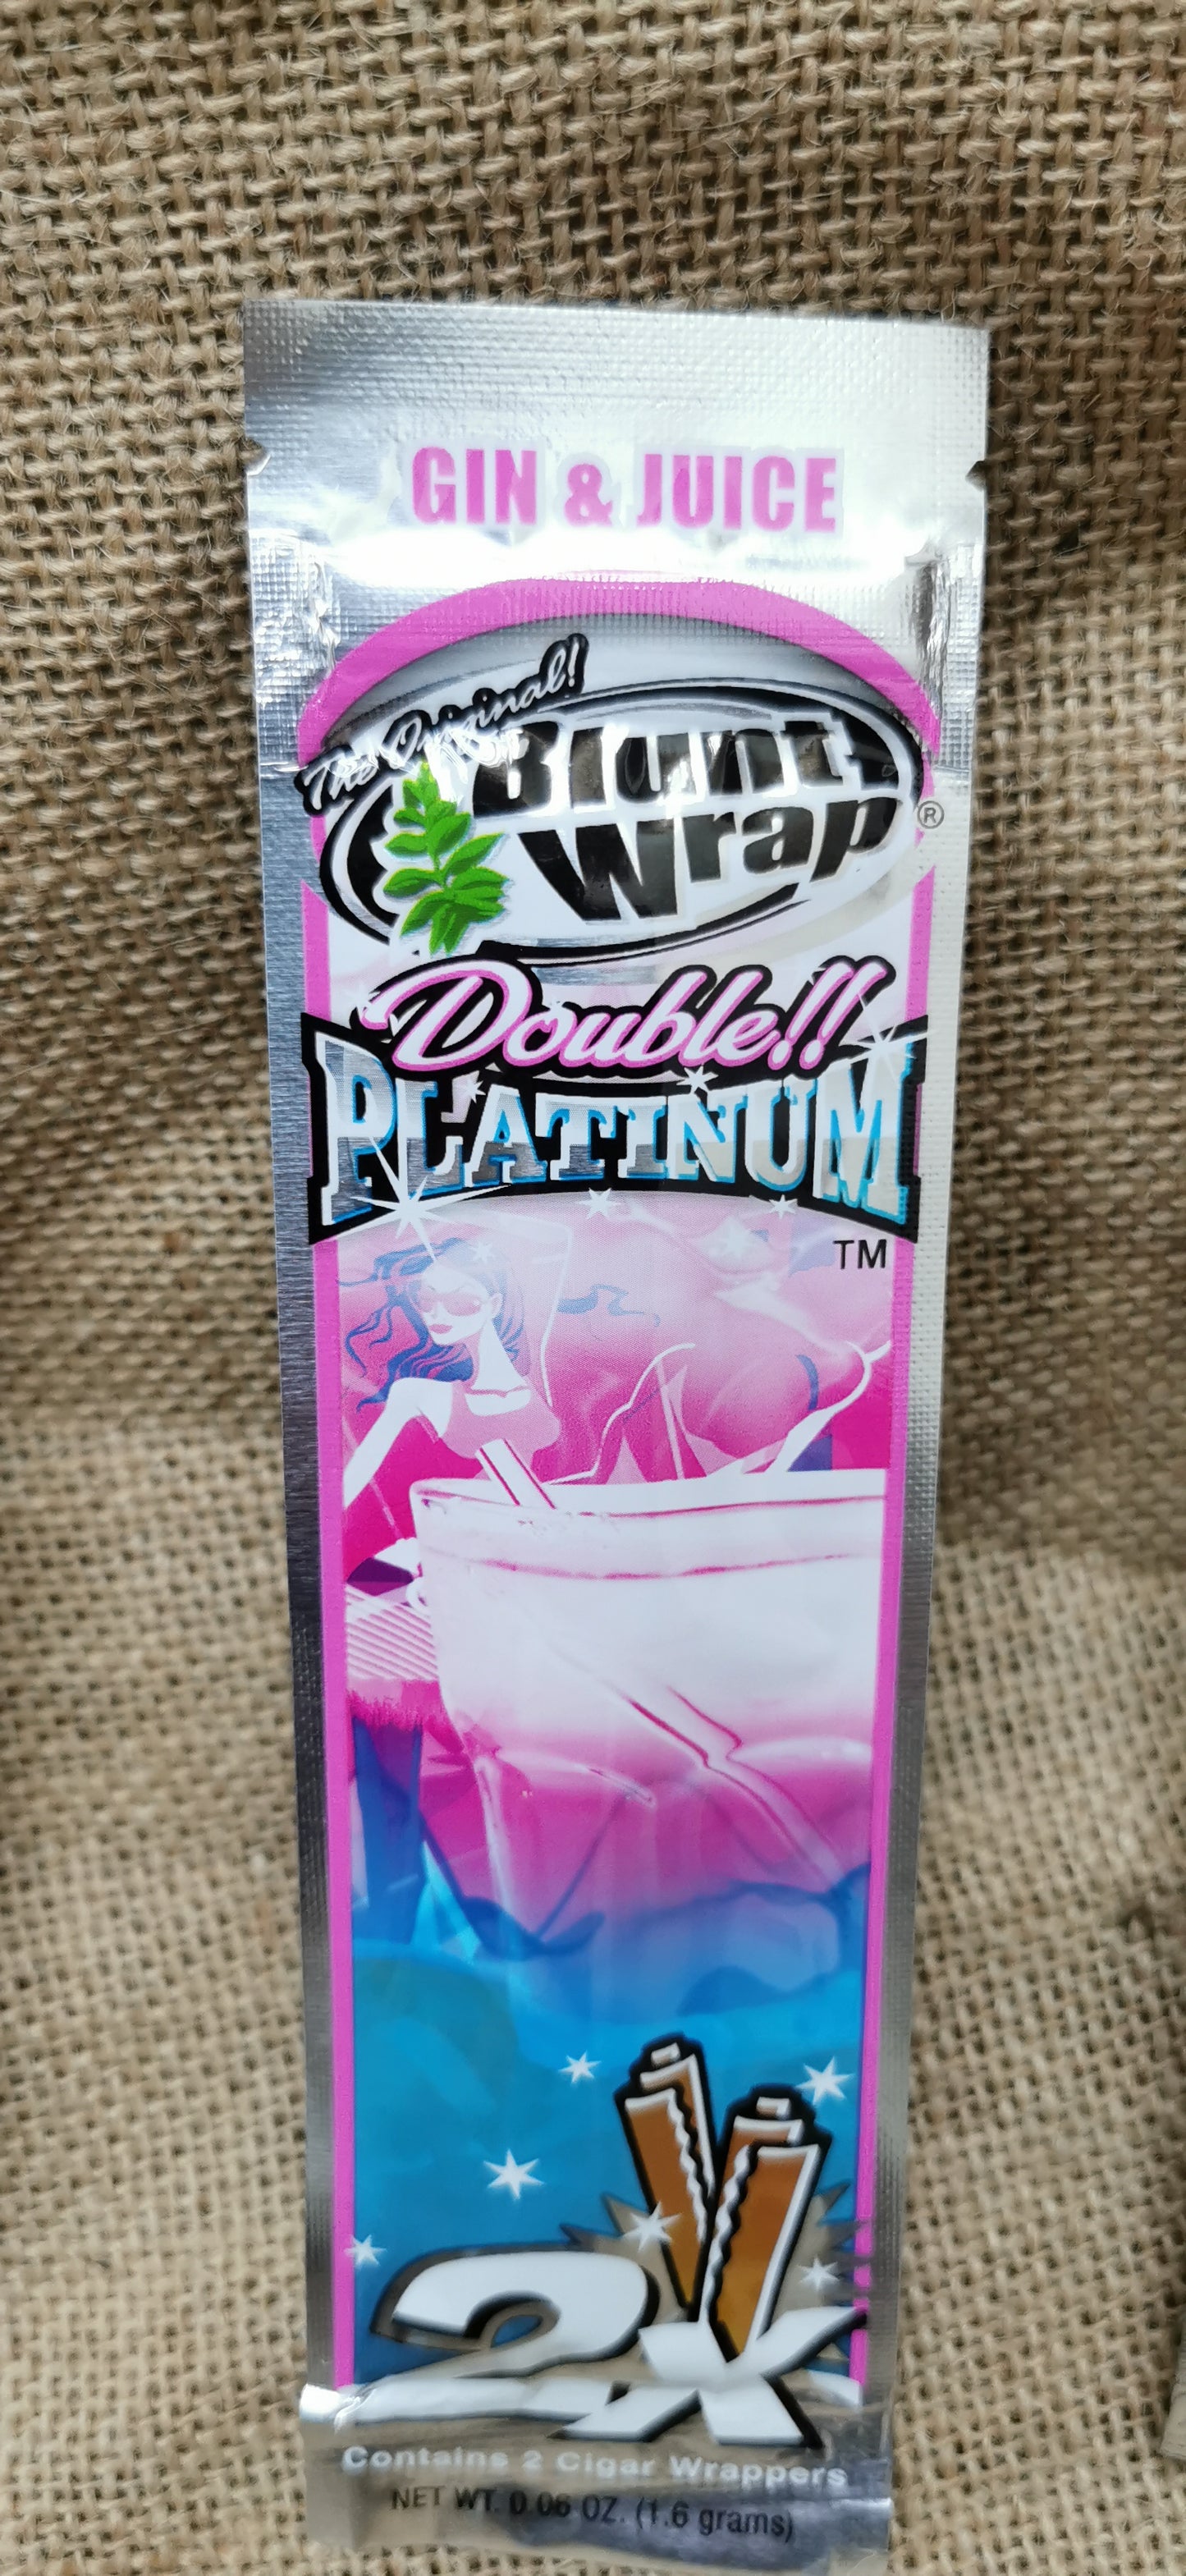 GIN & JUICE
The Original!
Blunt
Wrap®
Double!!
PLATINUM
TM
2x
Contains 2 Cigar Wrappers
NET WT. 0.06 OZ. (1.6 grams)